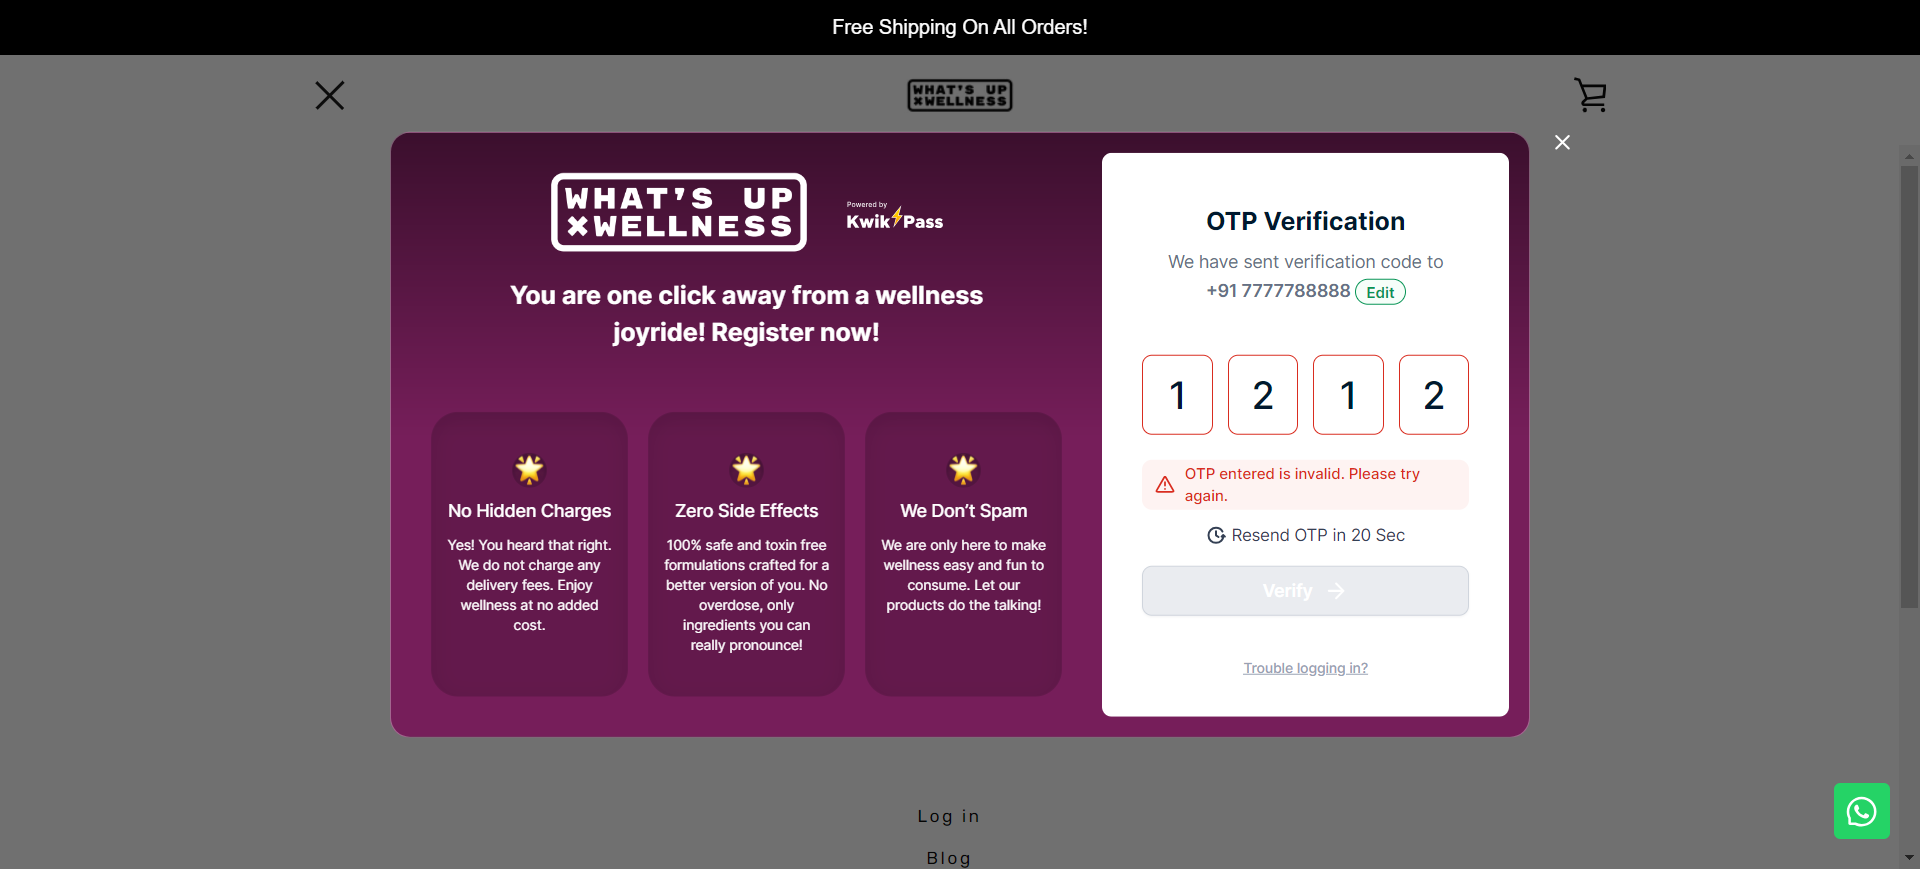 Free Shipping On All Orders!
WHAT'S UP
WELLNESS
WHAT'S UP
WELLNESS
Powered by
Kwik Pass
You are one click away from a wellness
joyride! Register now!
No Hidden Charges
Yes! You heard that right.
We do not charge any
delivery fees. Enjoy
wellness at no added
cost.
Zero Side Effects
100% safe and toxin free
formulations crafted for a
better version of you. No
overdose, only
ingredients you can
really pronounce!
We Don't Spam
We are only here to make
wellness easy and fun to
consume. Let our
products do the talking!
OTP Verification
We have sent verification code to
+91 7777788888 Edit
1 2 1 2
OTP entered is invalid. Please try
again.
Resend OTP in 20 Sec
Verify
Trouble logging in?
Log in
Blog